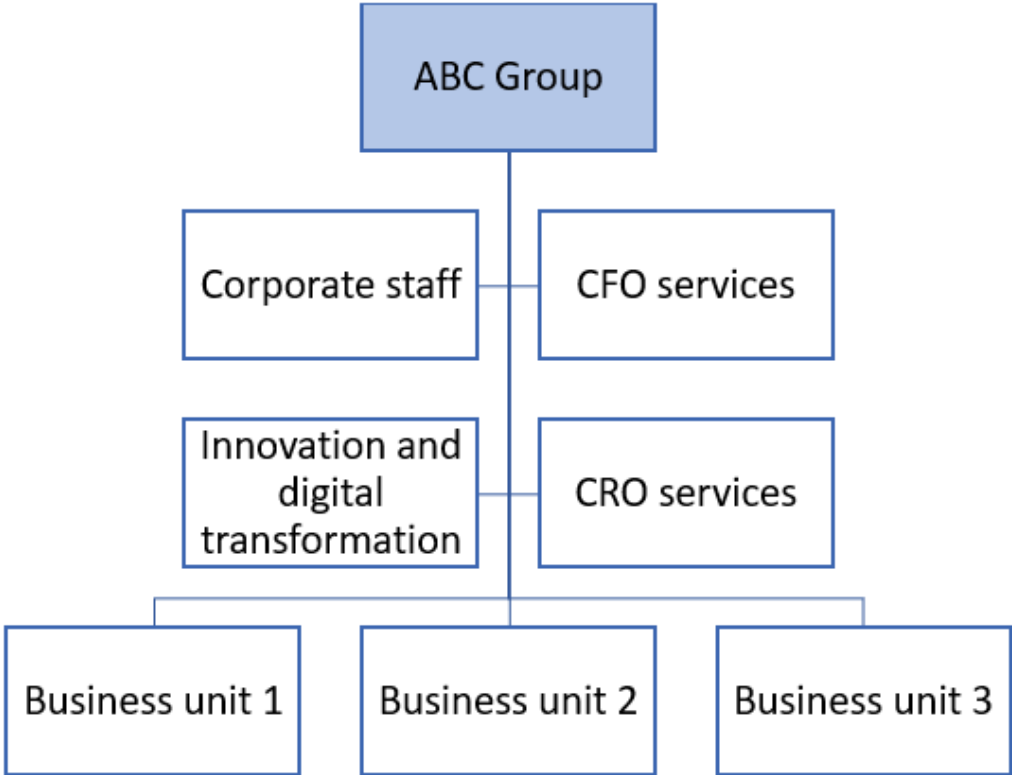 ABC Group
Corporate staff
CFO services
Innovation and
digital
transformation
CRO services
Business unit 1
Business unit 2
Business unit 3